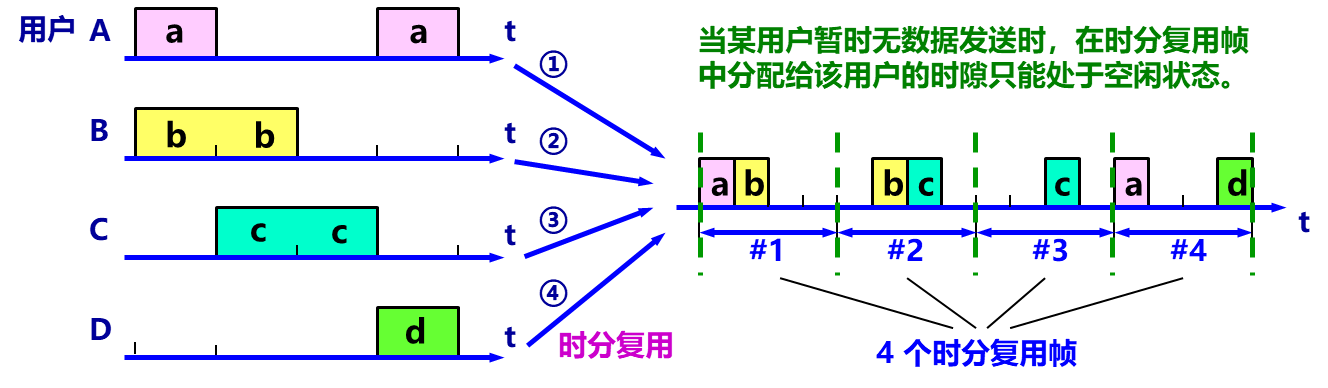 用户 A a a t
①
当某用户暂时无数据发送时，在时分复用帧
中分配给该用户的时隙只能处于空闲状态。
B b b t
②
a b b c c a d
t
C c c t
③
#1 #2 #3 #4
D d t
④
时分复用
4 个时分复用帧